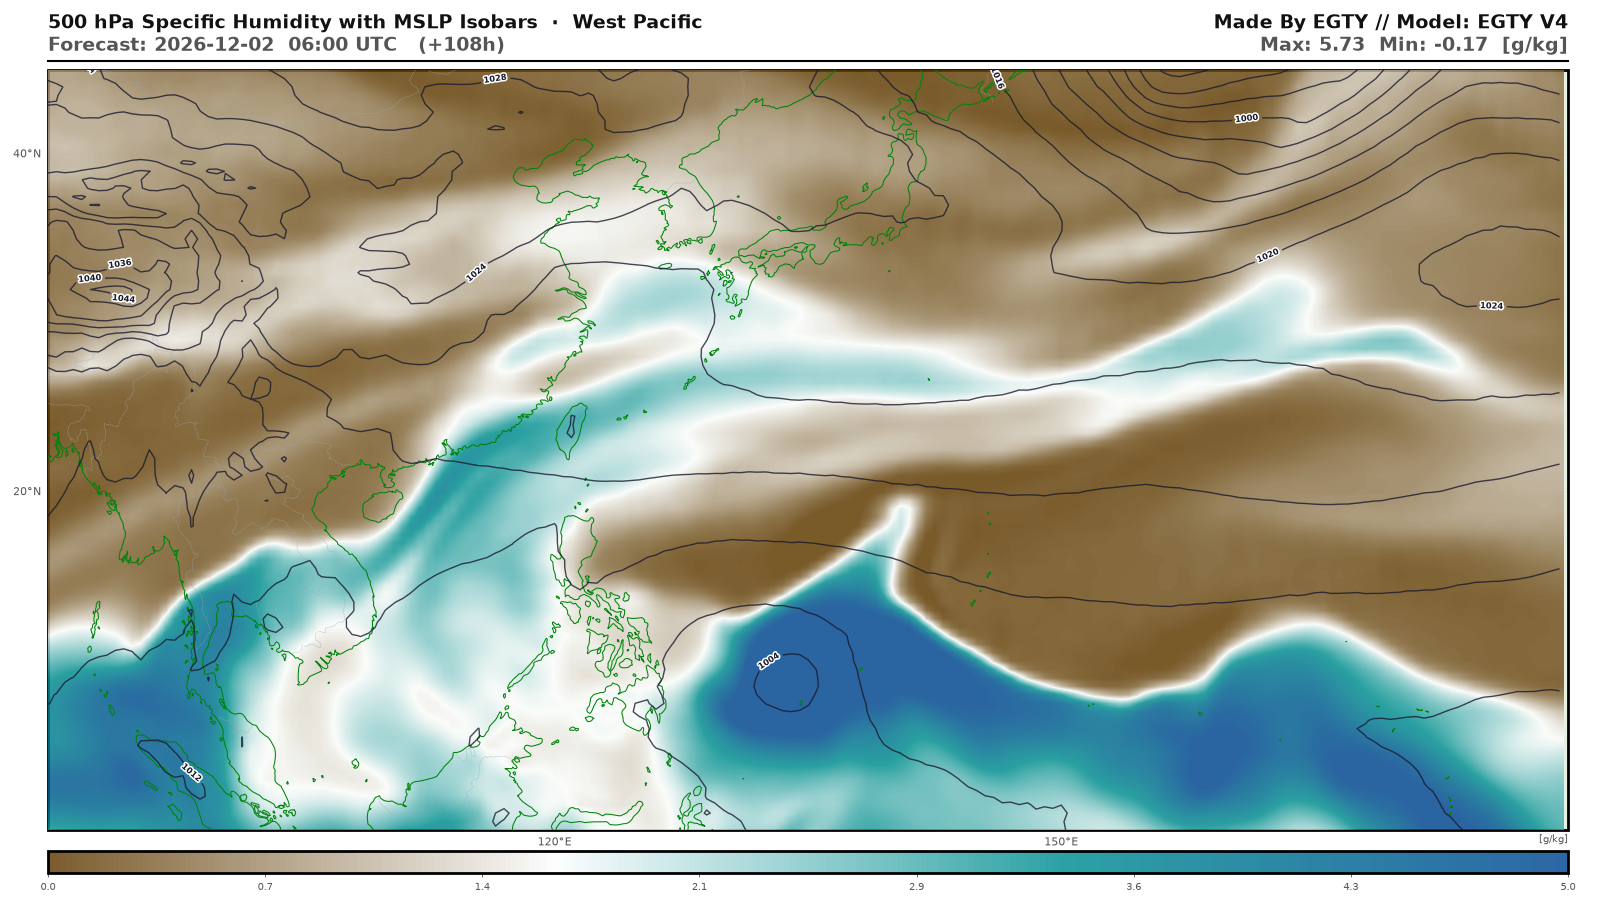 500 hPa Specific Humidity with MSLP Isobars · West Pacific
Made By EGTY // Model: EGTY V4
Forecast: 2026-12-02 06:00 UTC (+108h)
Max: 5.73 Min: -0.17 [g/kg]
1028
1016
1000
40°N
1020
1036
1024
1040
1044
1024
20°N
1004
1012
120°E
150°E
[g/kg]
0.0
0.7
1.4
2.1
2.9
3.6
4.3
5.0